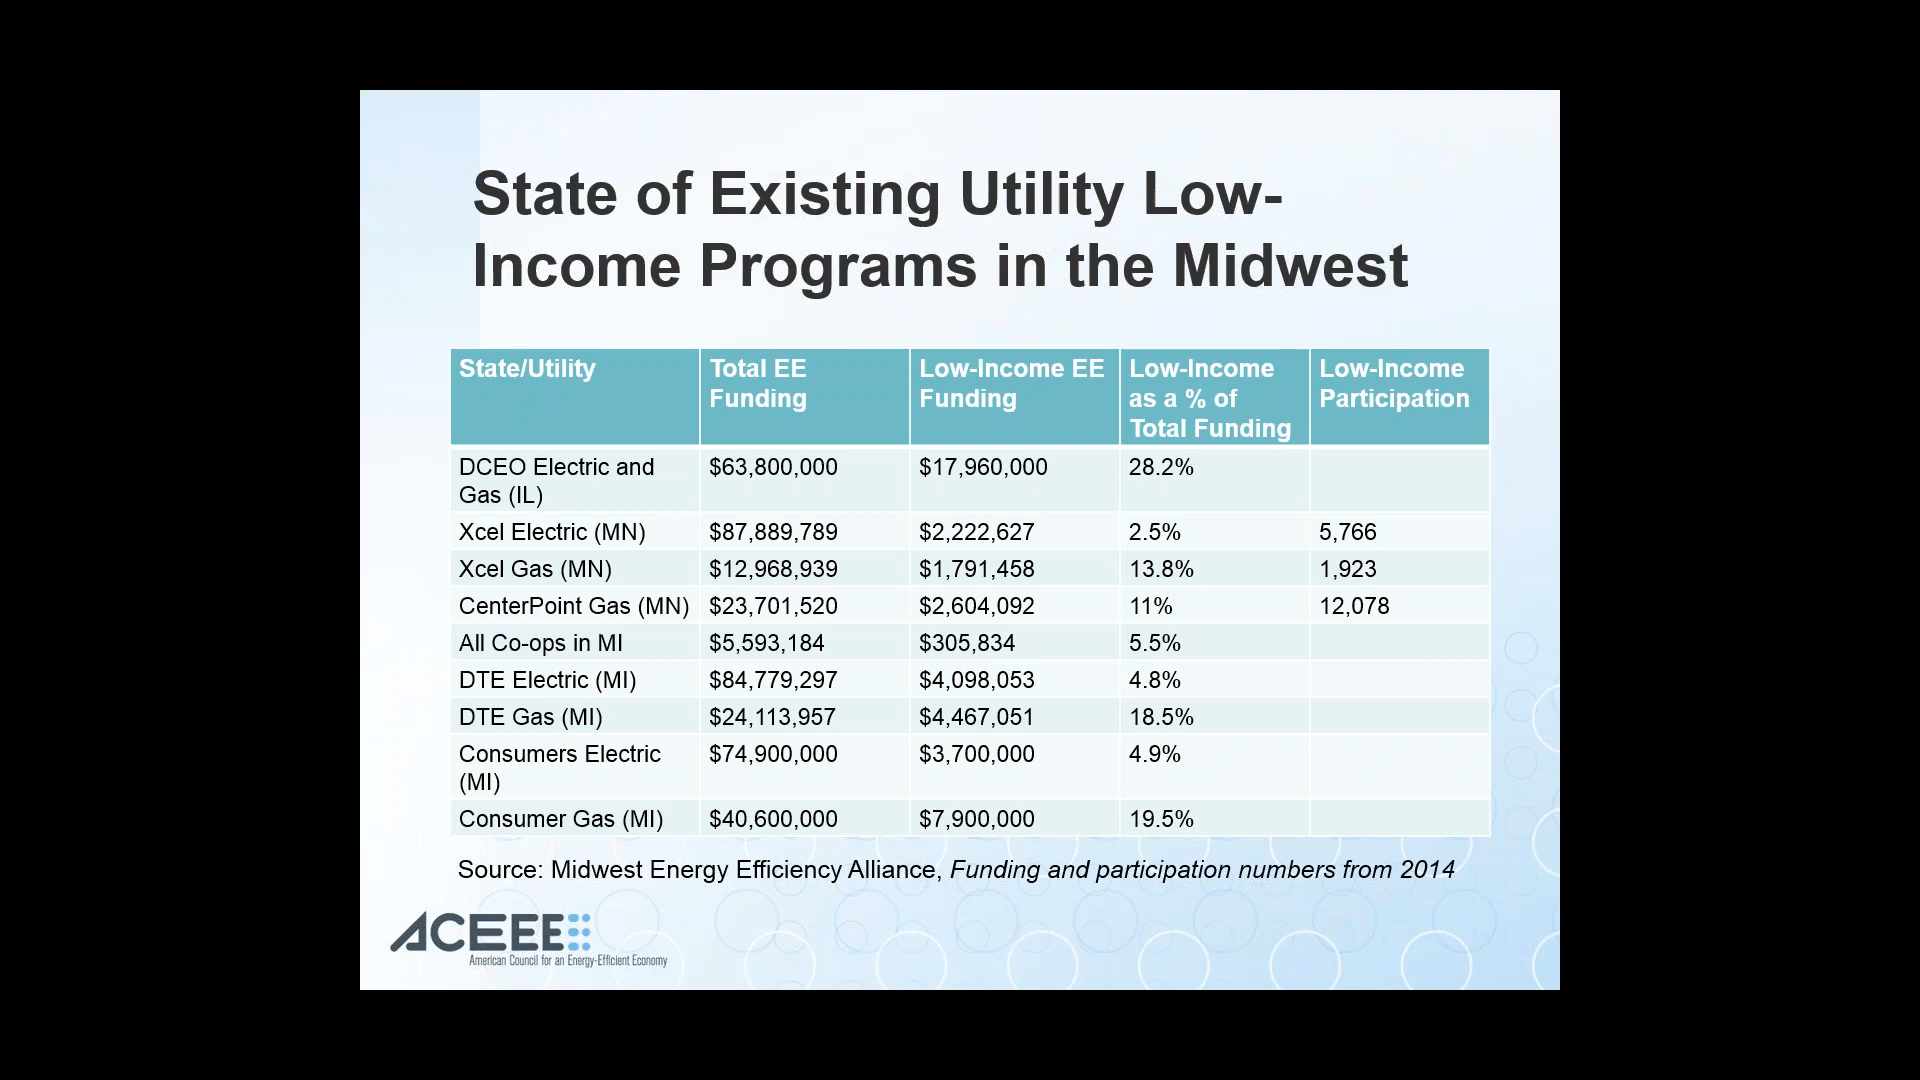 State of Existing Utility Low-
Income Programs in the Midwest
State/Utility Total EE Funding Low-Income EE Funding Low-Income as a % of Total Funding Low-Income Participation
DCEO Electric and Gas (IL) $63,800,000 $17,960,000 28.2%
Xcel Electric (MN) $87,889,789 $2,222,627 2.5% 5,766
Xcel Gas (MN) $12,968,939 $1,791,458 13.8% 1,923
CenterPoint Gas (MN) $23,701,520 $2,604,092 11% 12,078
All Co-ops in MI $5,593,184 $305,834 5.5%
DTE Electric (MI) $84,779,297 $4,098,053 4.8%
DTE Gas (MI) $24,113,957 $4,467,051 18.5%
Consumers Electric (MI) $74,900,000 $3,700,000 4.9%
Consumer Gas (MI) $40,600,000 $7,900,000 19.5%
Source: Midwest Energy Efficiency Alliance, Funding and participation numbers from 2014
ACEEE
American Council for an Energy-Efficient Economy